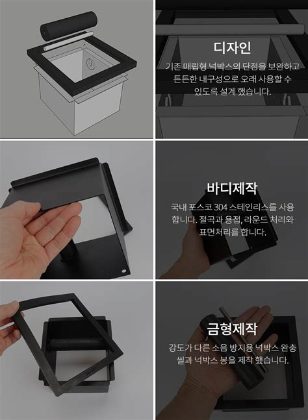 디자인
기존 매립형 넉박스의 단점을 보완하고
튼튼한 내구성으로 오래 사용할 수
있도록 설계 했습니다.
바디제작
국내 포스코 304 스테인리스를 사용
합니다. 절곡과 용접, 라운드 처리와
표면처리를 합니다.
금형제작
강도가 다른 소음 방지용 넉박스 완충
씰과 넉박스 봉을 제작 했습니다.